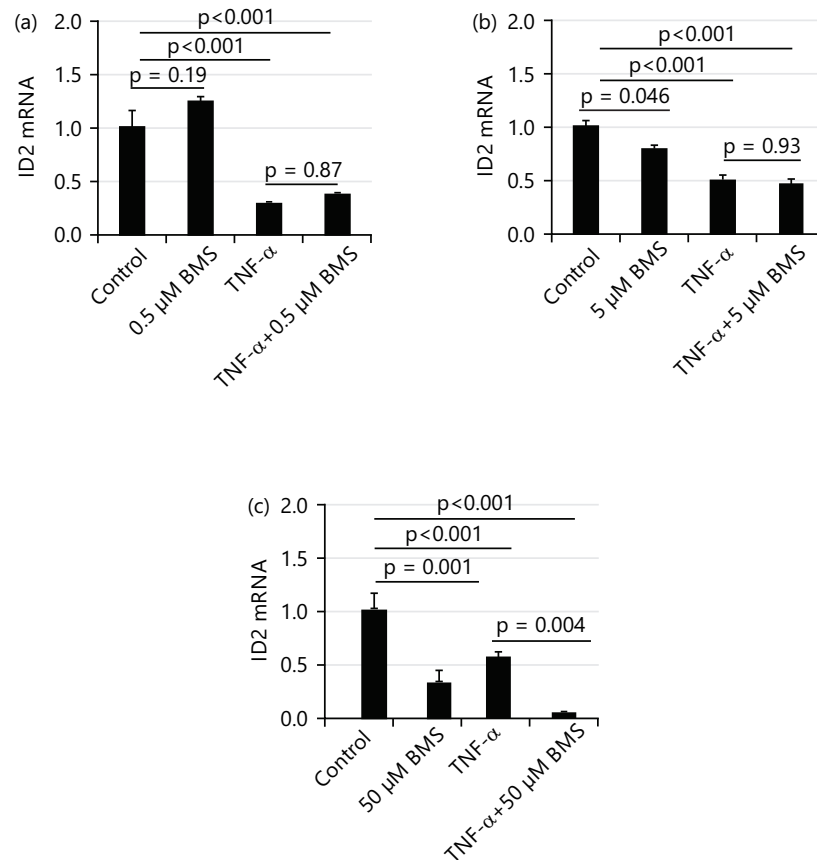 (a)
2.0
1.5
1.0
0.5
0.0
ID2 mRNA
p<0.001
p<0.001
p = 0.19
p = 0.87
Control
0.5 µM BMS
TNF-α
TNF-α+0.5 µM BMS
(b)
2.0
1.5
1.0
0.5
0.0
ID2 mRNA
p<0.001
p<0.001
p = 0.046
p = 0.93
Control
5 µM BMS
TNF-α
TNF-α+5 µM BMS
(c)
2.0
1.5
1.0
0.5
0.0
ID2 mRNA
p<0.001
p<0.001
p = 0.001
p = 0.004
Control
50 µM BMS
TNF-α
TNF-α+50 µM BMS